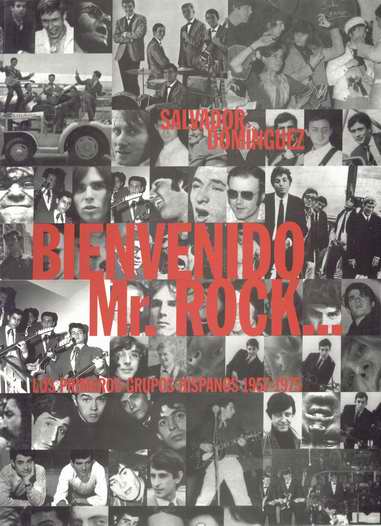 SALVADOR
DOMÍNGUEZ
BIENVENIDO
Mr. ROCK...
LOS PRIMEROS GRUPOS HISPANOS 1957-1975